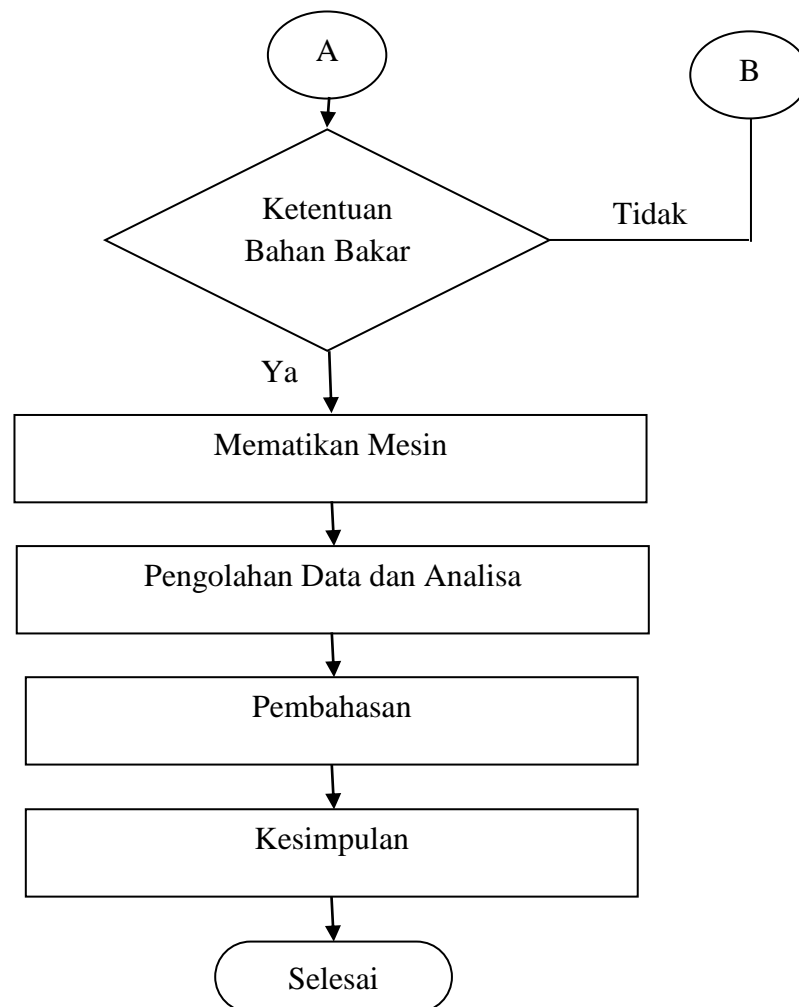 A
B
Ketentuan
Bahan Bakar
Tidak
Ya
Mematikan Mesin
Pengolahan Data dan Analisa
Pembahasan
Kesimpulan
Selesai